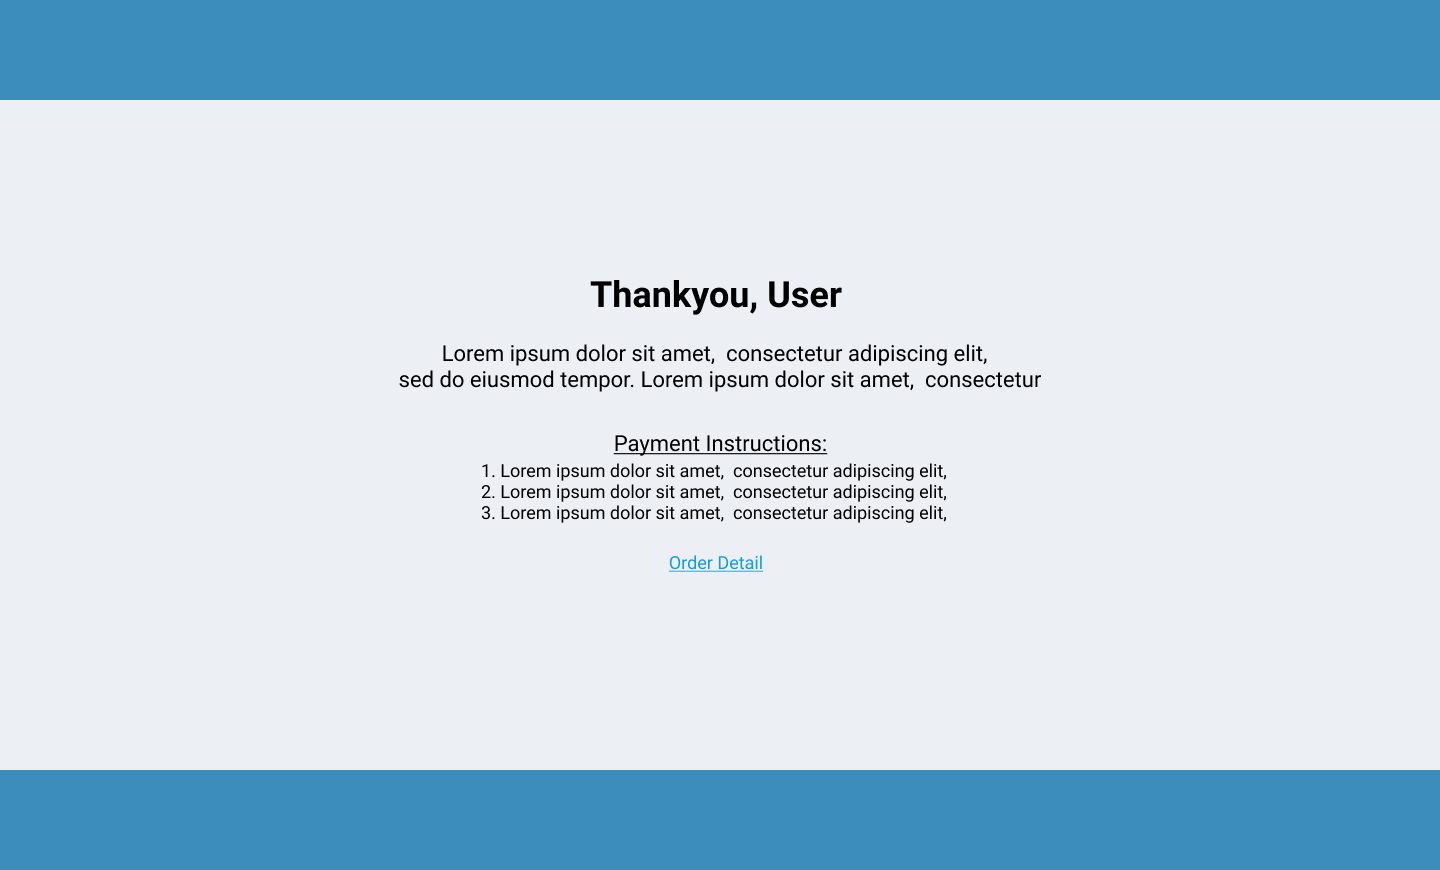 Thankyou, User
Lorem ipsum dolor sit amet,  consectetur adipiscing elit,
sed do eiusmod tempor. Lorem ipsum dolor sit amet,  consectetur
Payment Instructions:
1. Lorem ipsum dolor sit amet,  consectetur adipiscing elit,
2. Lorem ipsum dolor sit amet,  consectetur adipiscing elit,
3. Lorem ipsum dolor sit amet,  consectetur adipiscing elit,
Order Detail